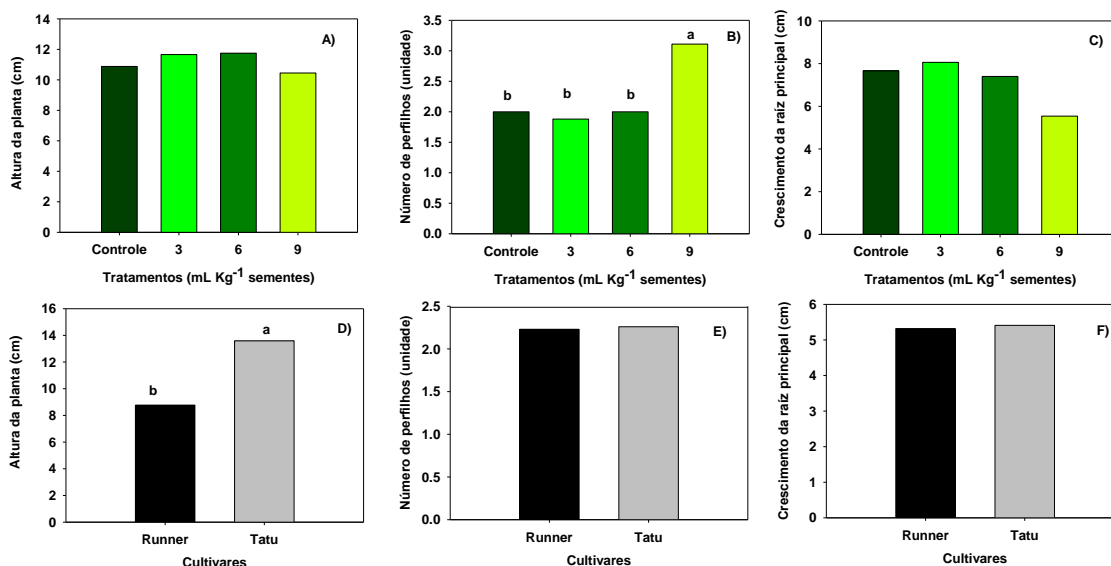 A)
Altura da planta (cm)
14
12
10
8
6
4
2
0
Controle 3 6 9
Tratamentos (mL Kg-1 sementes)
B)
Número de perfilhos (unidade)
3.5
3.0
2.5
2.0
1.5
1.0
0.5
0.0
b b b a
Controle 3 6 9
Tratamentos (mL Kg-1 sementes)
C)
Crescimento da raíz principal (cm)
10
8
6
4
2
0
Controle 3 6 9
Tratamentos (mL Kg-1 sementes)
D)
Altura da planta (cm)
16
14
12
10
8
6
4
2
0
b a
Runner Tatu
Cultivares
E)
Número de perfilhos (unidade)
2.5
2.0
1.5
1.0
0.5
0.0
Runner Tatu
Cultivares
F)
Crescimento da raiz principal (cm)
6
5
4
3
2
1
0
Runner Tatu
Cultivares